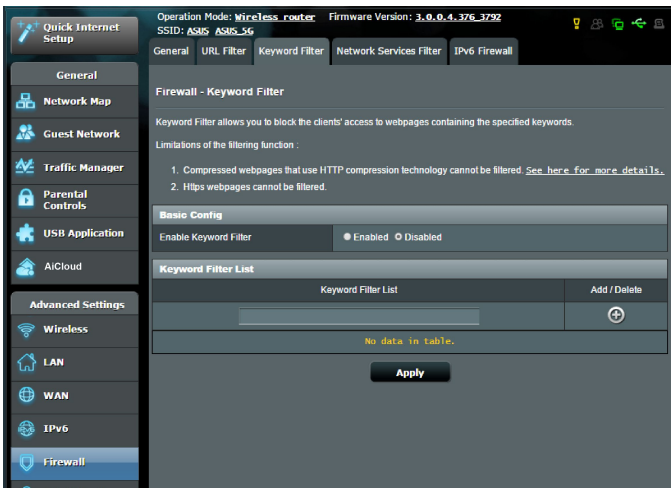 Quick Internet
Setup
Operation Mode: Wireless router Firmware Version: 3.0.0.4.376_3792
SSID: ASUS ASUS_5G
General URL Filter Keyword Filter Network Services Filter IPv6 Firewall
General
Network Map
Guest Network
Traffic Manager
Parental
Controls
USB Application
AiCloud
Advanced Settings
Wireless
LAN
WAN
IPv6
Firewall
Firewall - Keyword Filter
Keyword Filter allows you to block the clients' access to webpages containing the specified keywords.
Limitations of the filtering function :
1. Compressed webpages that use HTTP compression technology cannot be filtered. See here for more details.
2. Https webpages cannot be filtered.
Basic Config
Enable Keyword Filter Enabled Disabled
Keyword Filter List
Keyword Filter List Add / Delete
No data in table.
Apply